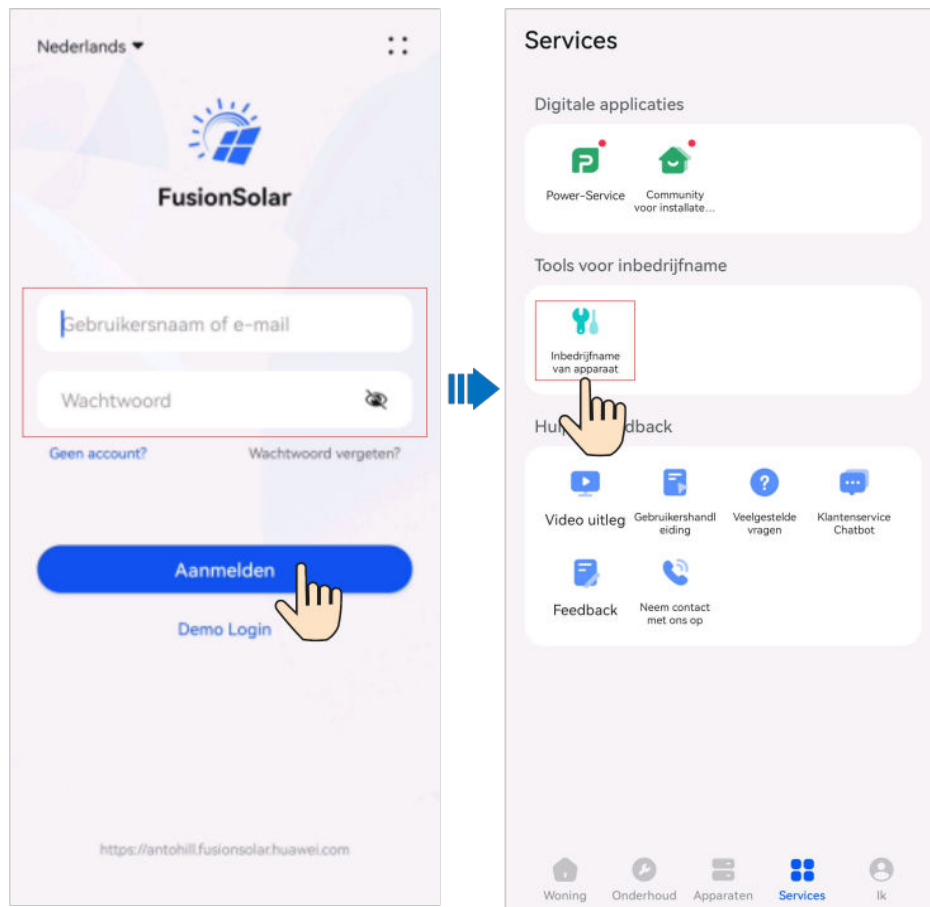 Nederlands
FusionSolar
Gebruikersnaam of e-mail
Wachtwoord
Geen account? Wachtwoord vergeten?
Aanmelden
Demo Login
https://antohill.fusionsolar.huawei.com
Services
Digitale applicaties
Power-Service
Community
voor installate...
Tools voor inbedrijfname
Inbedrijfname
van apparaat
Video uitleg
Gebruikershandl
eiding
Veelgestelde
vragen
Klantenservice
Chatbot
Feedback
Neem contact
met ons op
Woning Onderhoud Apparaten Services Ik